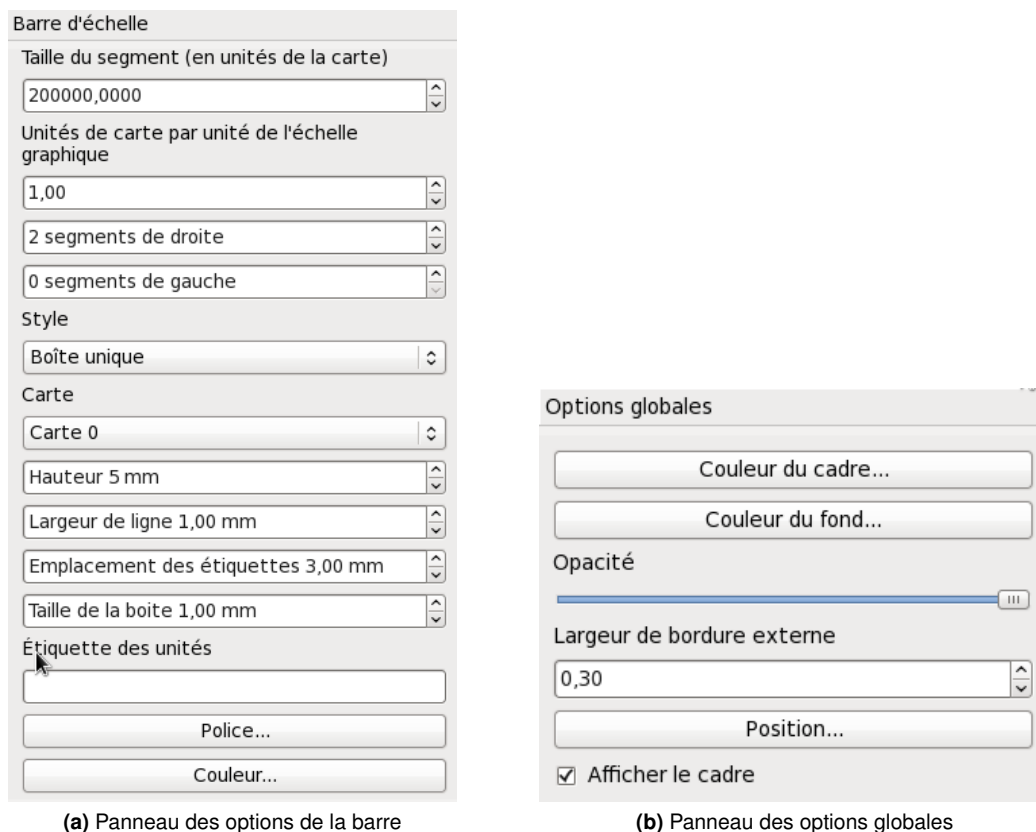 Barre d'échelle
Taille du segment (en unités de la carte)
200000,0000
Unités de carte par unité de l'échelle
graphique
1,00
2 segments de droite
0 segments de gauche
Style
Boîte unique
Carte
Carte 0
Hauteur 5 mm
Largeur de ligne 1,00 mm
Emplacement des étiquettes 3,00 mm
Taille de la boite 1,00 mm
Étiquette des unités
Police...
Couleur...
(a) Panneau des options de la barre
Options globales
Couleur du cadre...
Couleur du fond...
Opacité
Largeur de bordure externe
0,30
Position...
Afficher le cadre
(b) Panneau des options globales